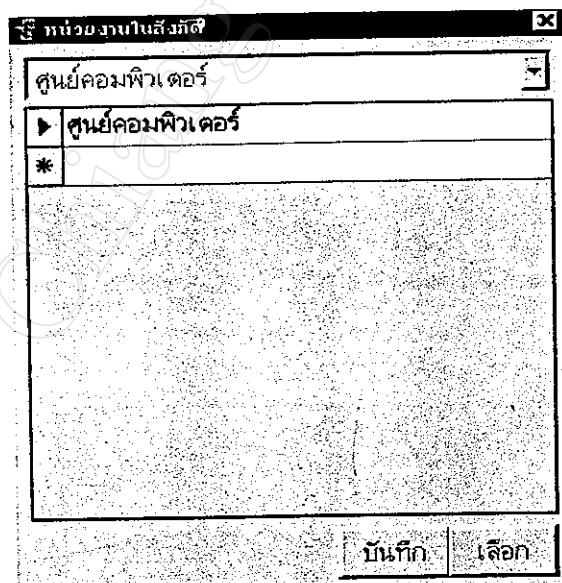 หน่วยงานในสังกัด
ศูนย์คอมพิวเตอร์
ศูนย์คอมพิวเตอร์
บันทึก เลือก